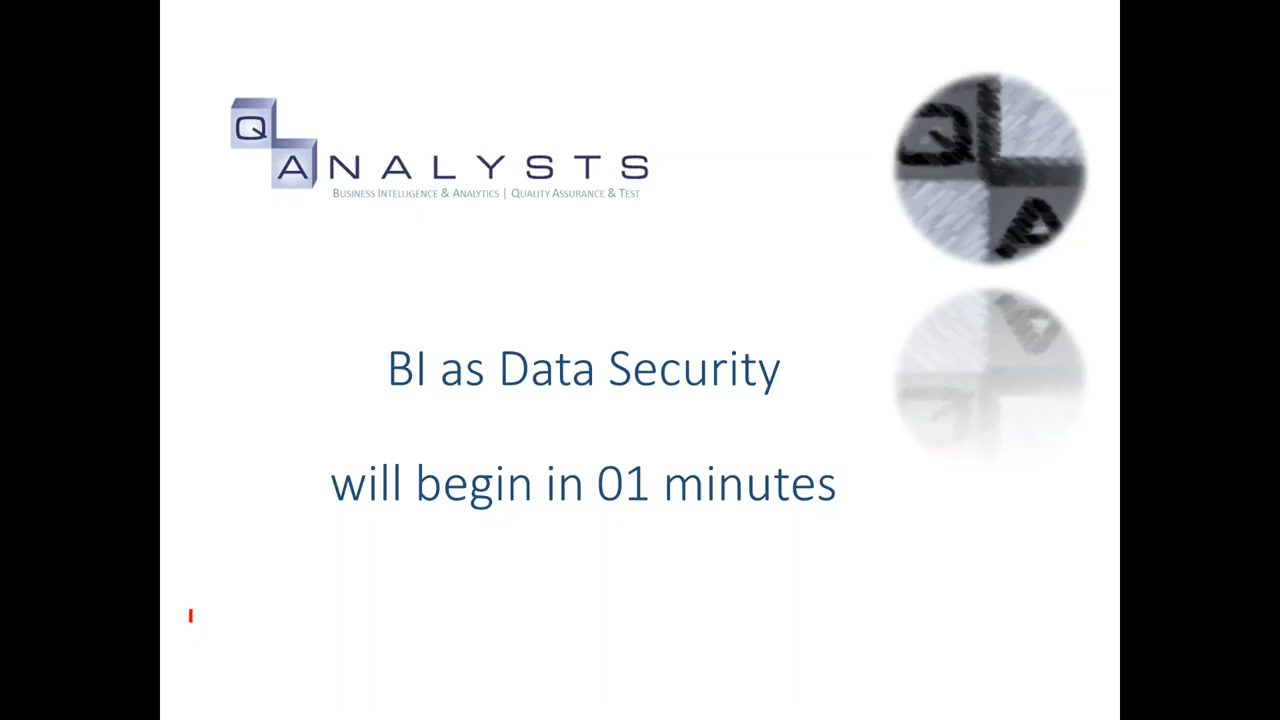 Q ANALYSTS
BUSINESS INTELLIGENCE & ANALYTICS | QUALITY ASSURANCE & TEST
Q
A
BI as Data Security
will begin in 01 minutes